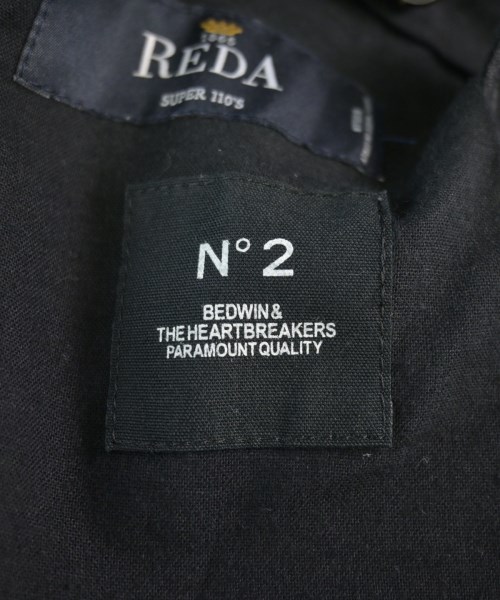 1865
REDA
SUPER 110'S
N° 2
BEDWIN &
THE HEARTBREAKERS
PARAMOUNT QUALITY